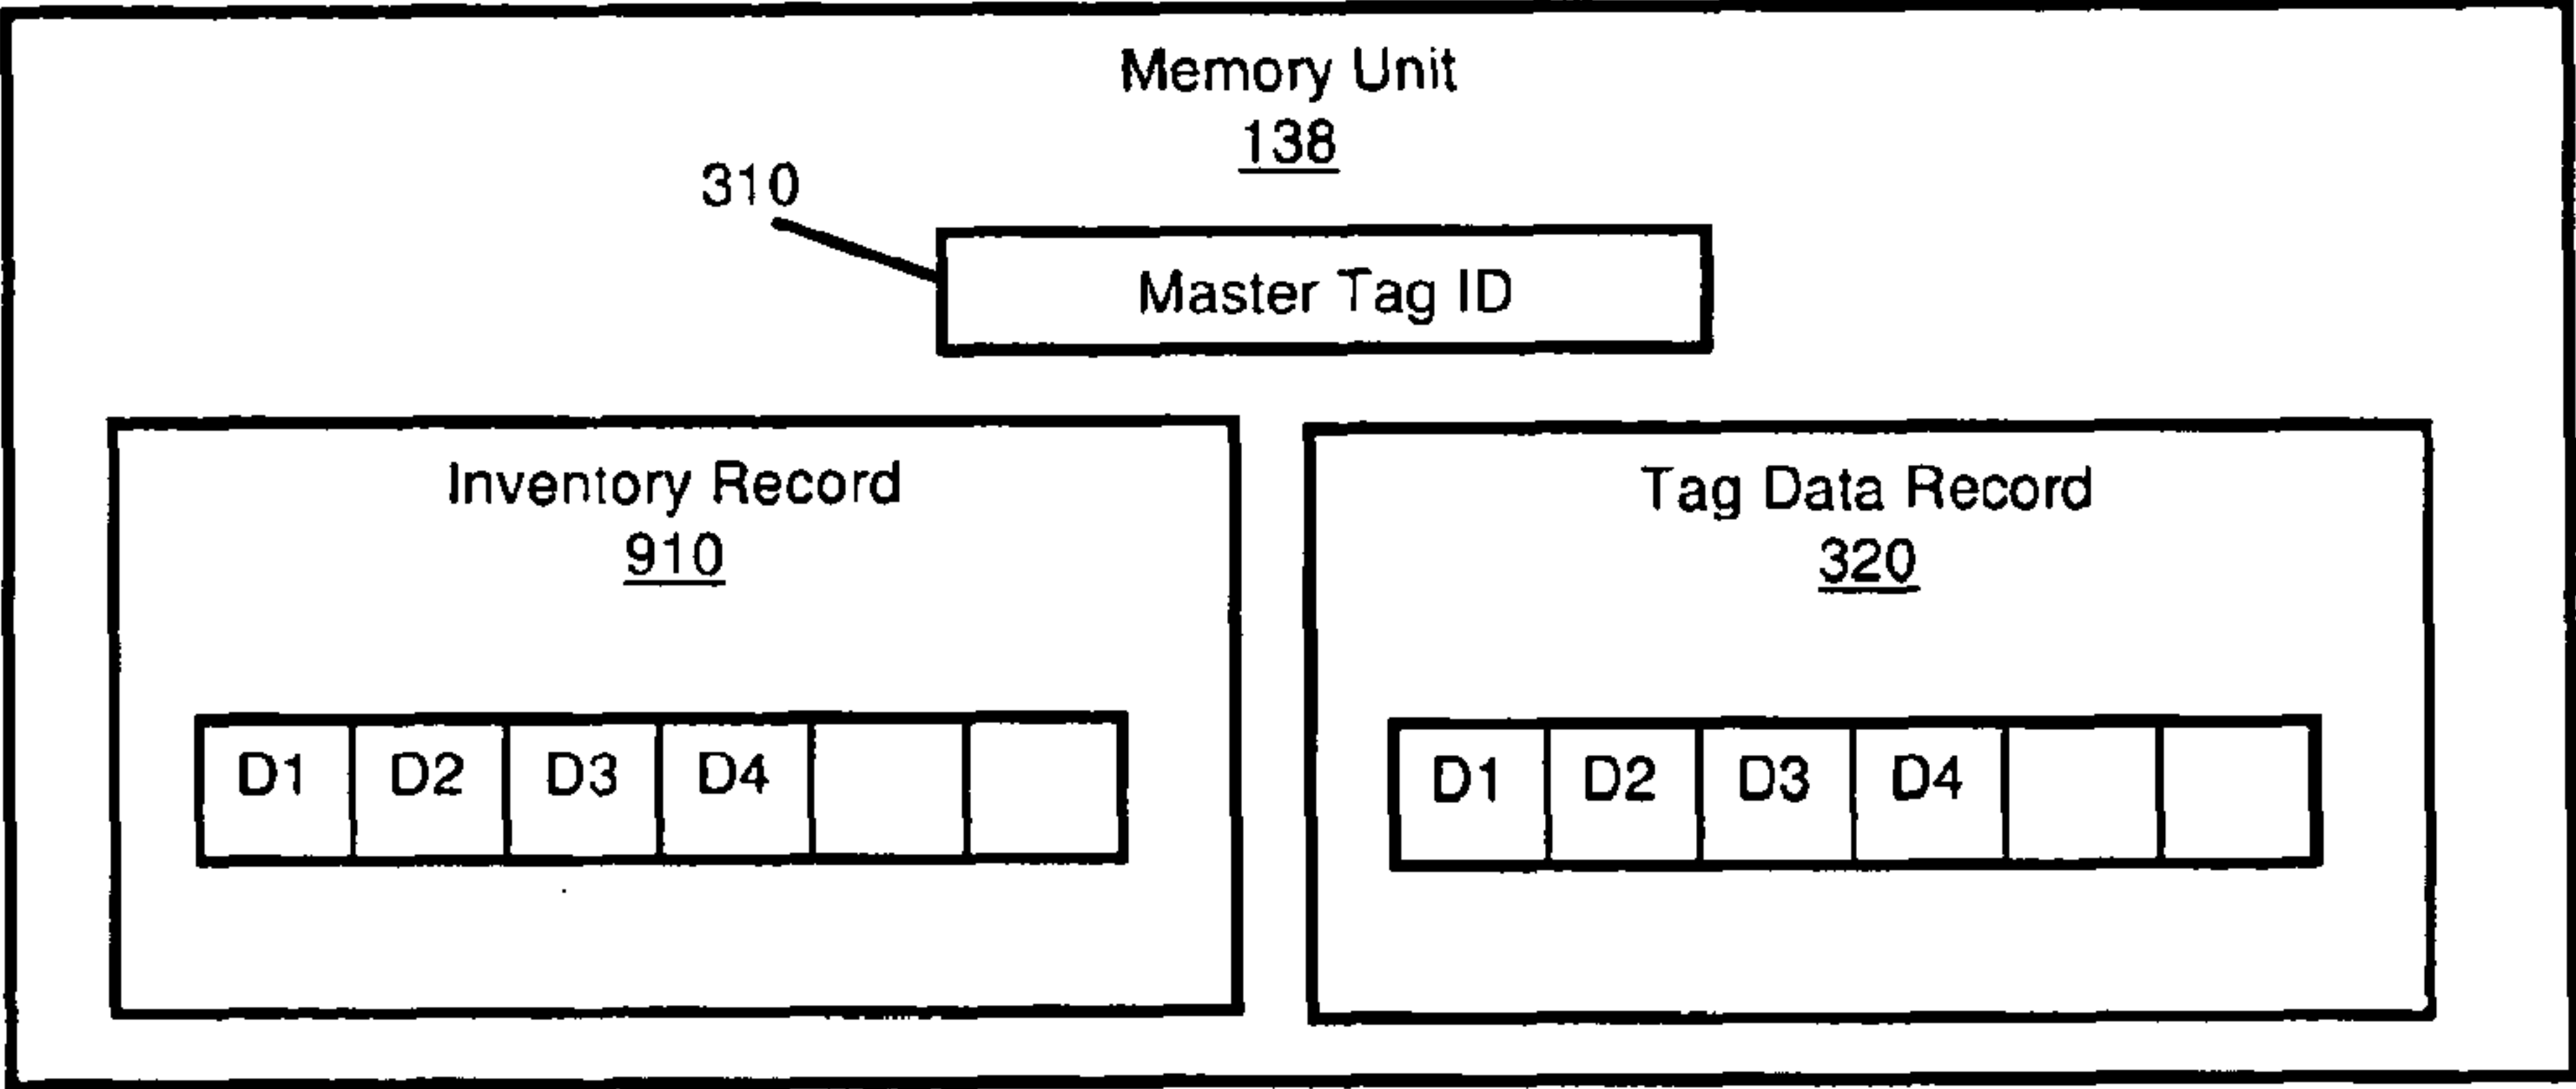 Memory Unit
138
310
Master Tag ID
Inventory Record
910
D1 D2 D3 D4
Tag Data Record
320
D1 D2 D3 D4